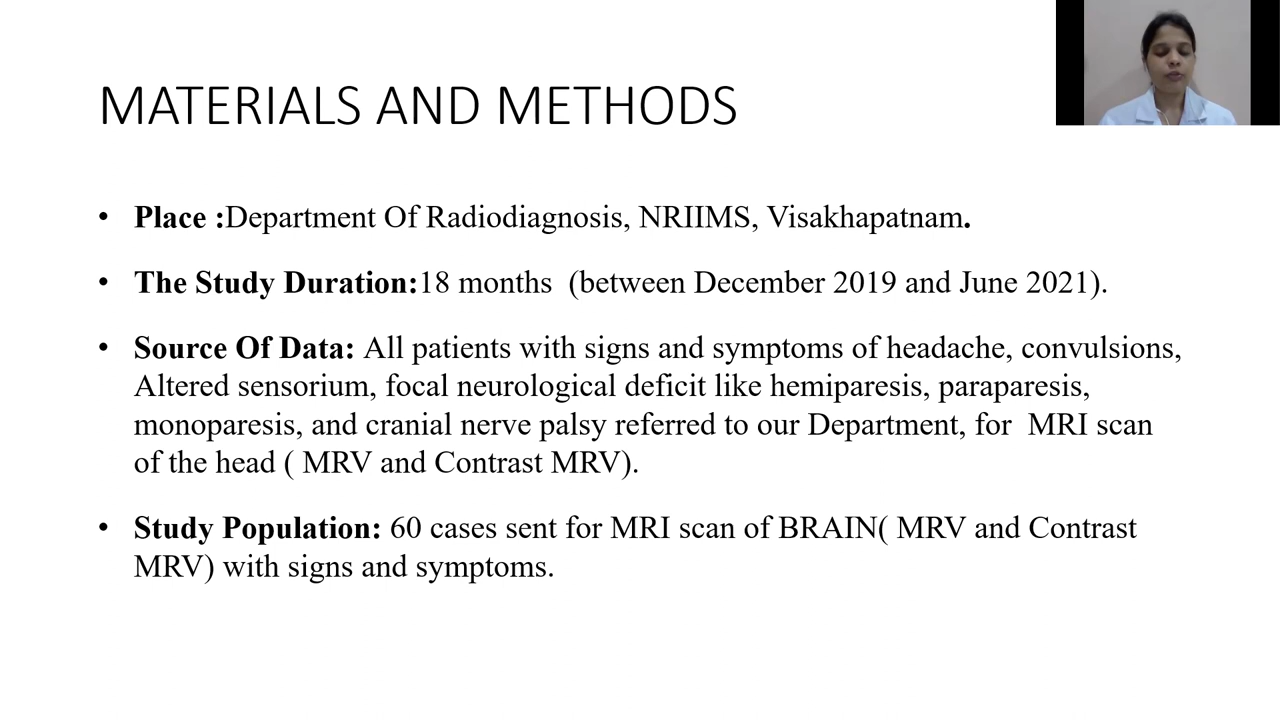 MATERIALS AND METHODS
• Place :Department Of Radiodiagnosis, NRIIMS, Visakhapatnam.
• The Study Duration:18 months  (between December 2019 and June 2021).
• Source Of Data: All patients with signs and symptoms of headache, convulsions,
Altered sensorium, focal neurological deficit like hemiparesis, paraparesis,
monoparesis, and cranial nerve palsy referred to our Department, for  MRI scan
of the head ( MRV and Contrast MRV).
• Study Population: 60 cases sent for MRI scan of BRAIN( MRV and Contrast
MRV) with signs and symptoms.